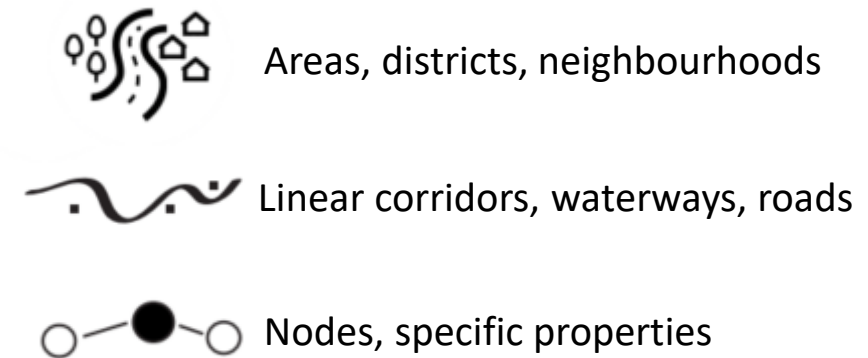 Areas, districts, neighbourhoods
Linear corridors, waterways, roads
Nodes, specific properties